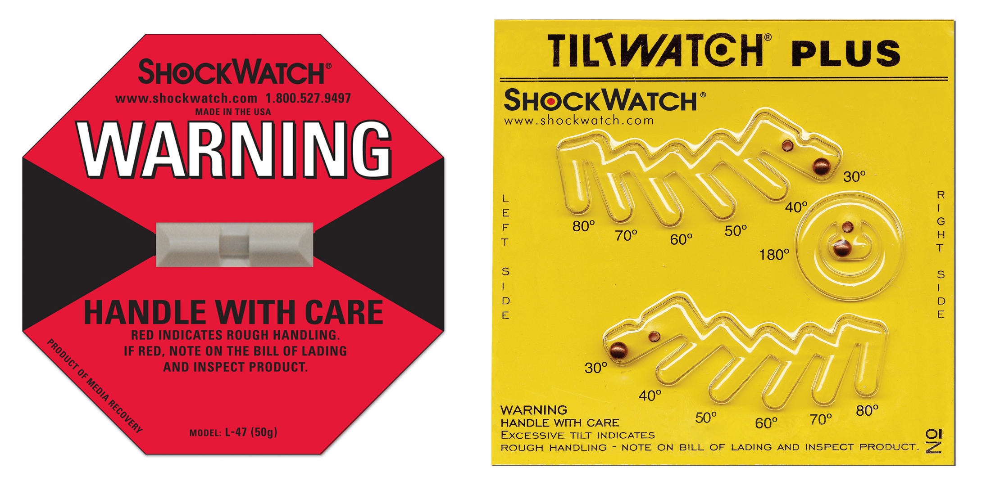 SHOCKWATCH®
www.shockwatch.com 1.800.527.9497
MADE IN THE USA
WARNING
HANDLE WITH CARE
RED INDICATES ROUGH HANDLING.
IF RED, NOTE ON THE BILL OF LADING
AND INSPECT PRODUCT.
PRODUCT OF MEDIA RECOVERY
MODEL: L-47 (50g)
TILTWATCH® PLUS
SHOCKWATCH®
www.shockwatch.com
30º
40º
80º
50º
70º
60º
180º
LEFT SIDE
RIGHT SIDE
30º
40º
50º
60º
70º
80º
WARNING
HANDLE WITH CARE
EXCESSIVE TILT INDICATES
ROUGH HANDLING - NOTE ON BILL OF LADING AND INSPECT PRODUCT.
Nº